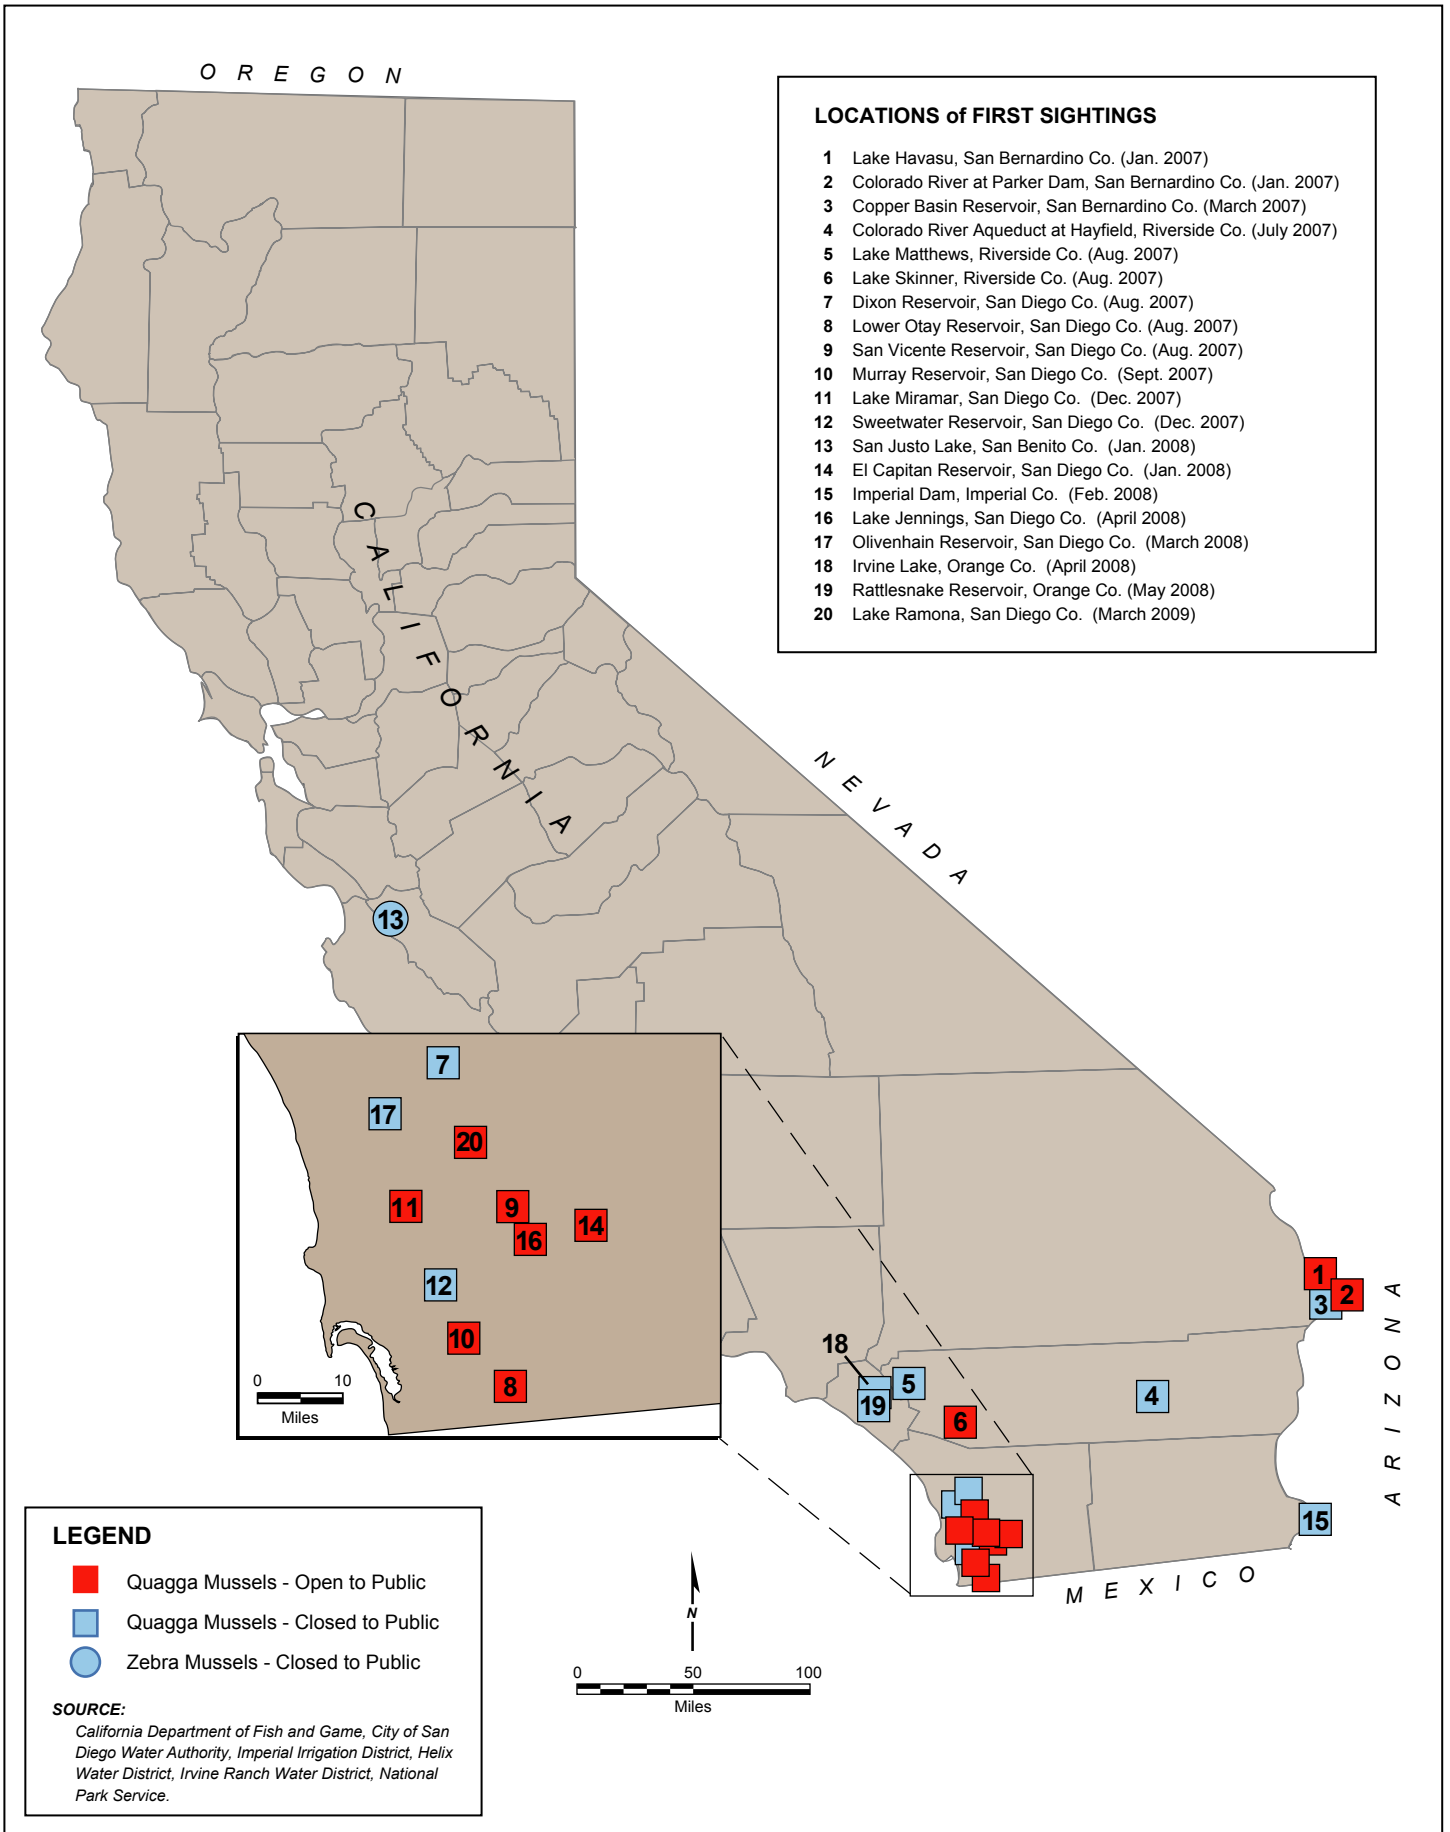 OREGON
LOCATIONS of FIRST SIGHTINGS
1 Lake Havasu, San Bernardino Co. (Jan. 2007)
2 Colorado River at Parker Dam, San Bernardino Co. (Jan. 2007)
3 Copper Basin Reservoir, San Bernardino Co. (March 2007)
4 Colorado River Aqueduct at Hayfield, Riverside Co. (July 2007)
5 Lake Matthews, Riverside Co. (Aug. 2007)
6 Lake Skinner, Riverside Co. (Aug. 2007)
7 Dixon Reservoir, San Diego Co. (Aug. 2007)
8 Lower Otay Reservoir, San Diego Co. (Aug. 2007)
9 San Vicente Reservoir, San Diego Co. (Aug. 2007)
10 Murray Reservoir, San Diego Co. (Sept. 2007)
11 Lake Miramar, San Diego Co. (Dec. 2007)
12 Sweetwater Reservoir, San Diego Co. (Dec. 2007)
13 San Justo Lake, San Benito Co. (Jan. 2008)
14 El Capitan Reservoir, San Diego Co. (Jan. 2008)
15 Imperial Dam, Imperial Co. (Feb. 2008)
16 Lake Jennings, San Diego Co. (April 2008)
17 Olivenhain Reservoir, San Diego Co. (March 2008)
18 Irvine Lake, Orange Co. (April 2008)
19 Rattlesnake Reservoir, Orange Co. (May 2008)
20 Lake Ramona, San Diego Co. (March 2009)
CALIFORNIA
NEVADA
13
7
17
20
11
9
16
14
12
10
8
0 10
Miles
1
2
3
ARIZONA
18
19
5
4
6
15
MEXICO
LEGEND
Quagga Mussels - Open to Public
Quagga Mussels - Closed to Public
Zebra Mussels - Closed to Public
SOURCE:
California Department of Fish and Game, City of San
Diego Water Authority, Imperial Irrigation District, Helix
Water District, Irvine Ranch Water District, National
Park Service.
N
0 50 100
Miles